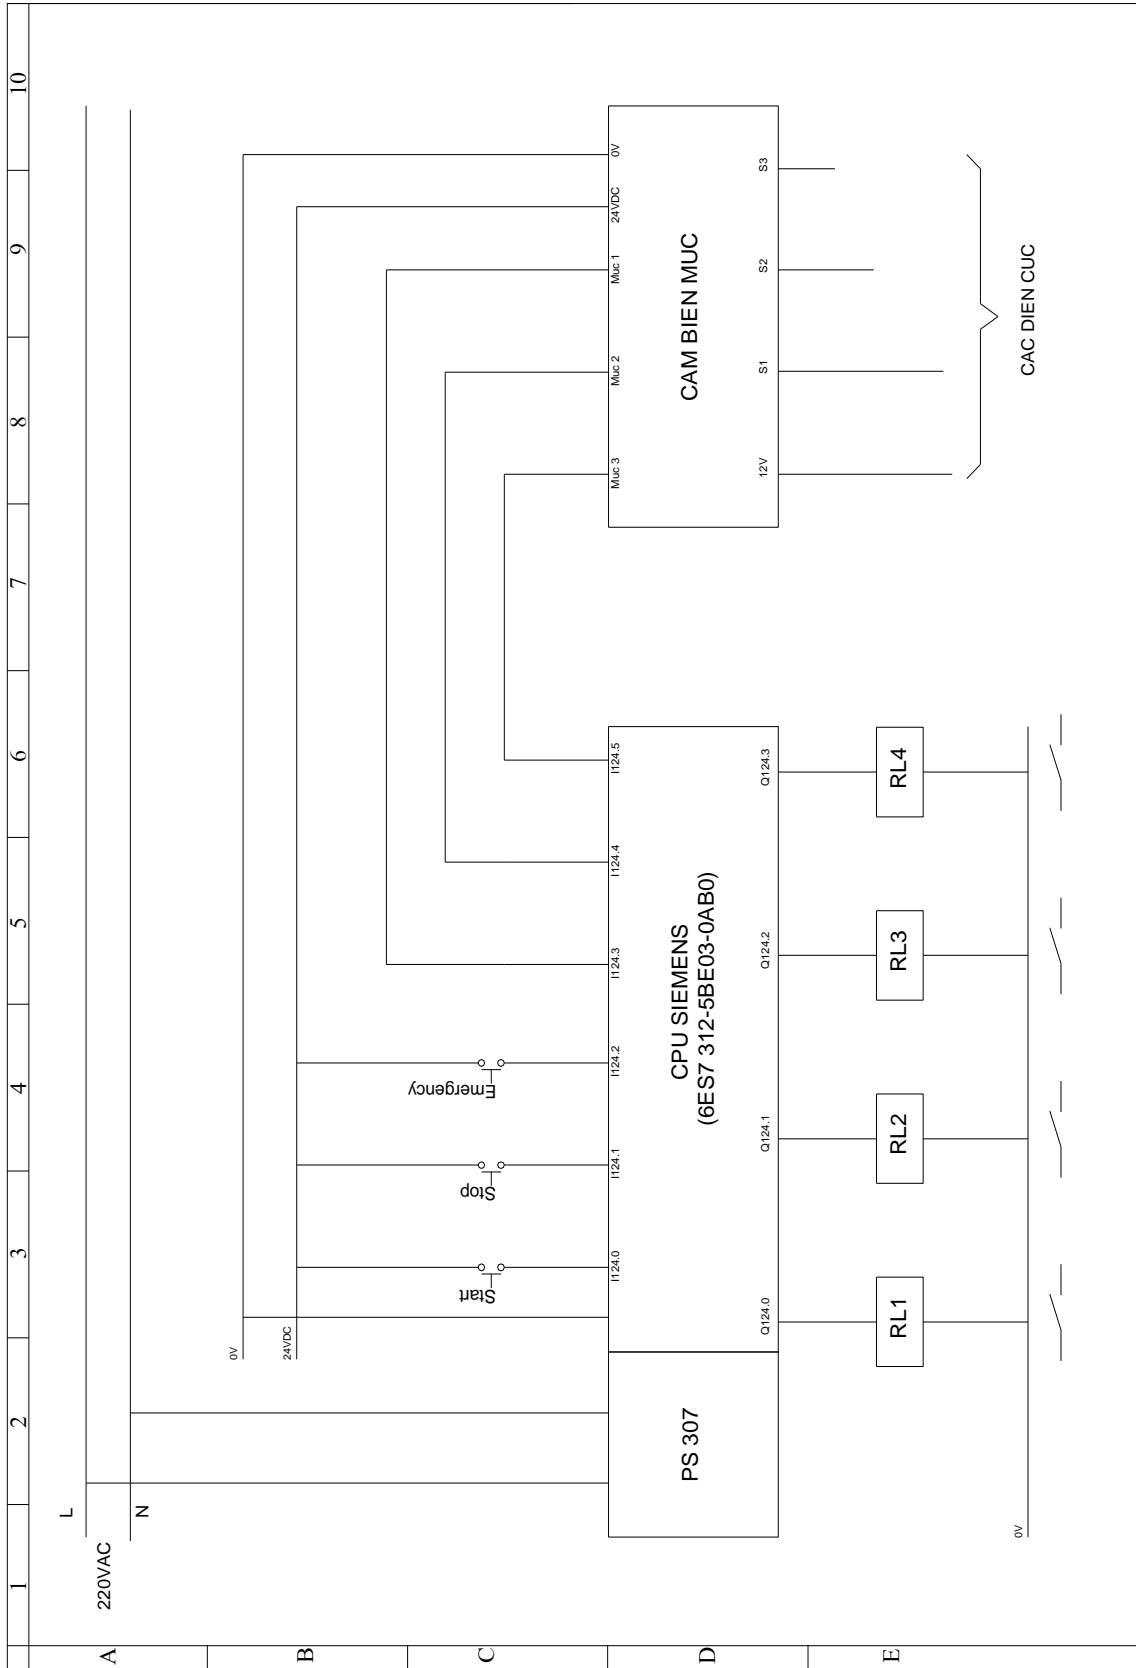 1 2 3 4 5 6 7 8 9 10
A
B
C
D
E
L
220VAC
N
0V
24VDC
Start
Stop
Emergency
PS 307
I124.0 I124.1 I124.2 I124.3 I124.4 I124.5
CPU SIEMENS
(6ES7 312-5BE03-0AB0)
Q124.0 Q124.1 Q124.2 Q124.3
RL1 RL2 RL3 RL4
0V
Muc 3 Muc 2 Muc 1 24VDC 0V
CAM BIEN MUC
12V S1 S2 S3
CAC DIEN CUC